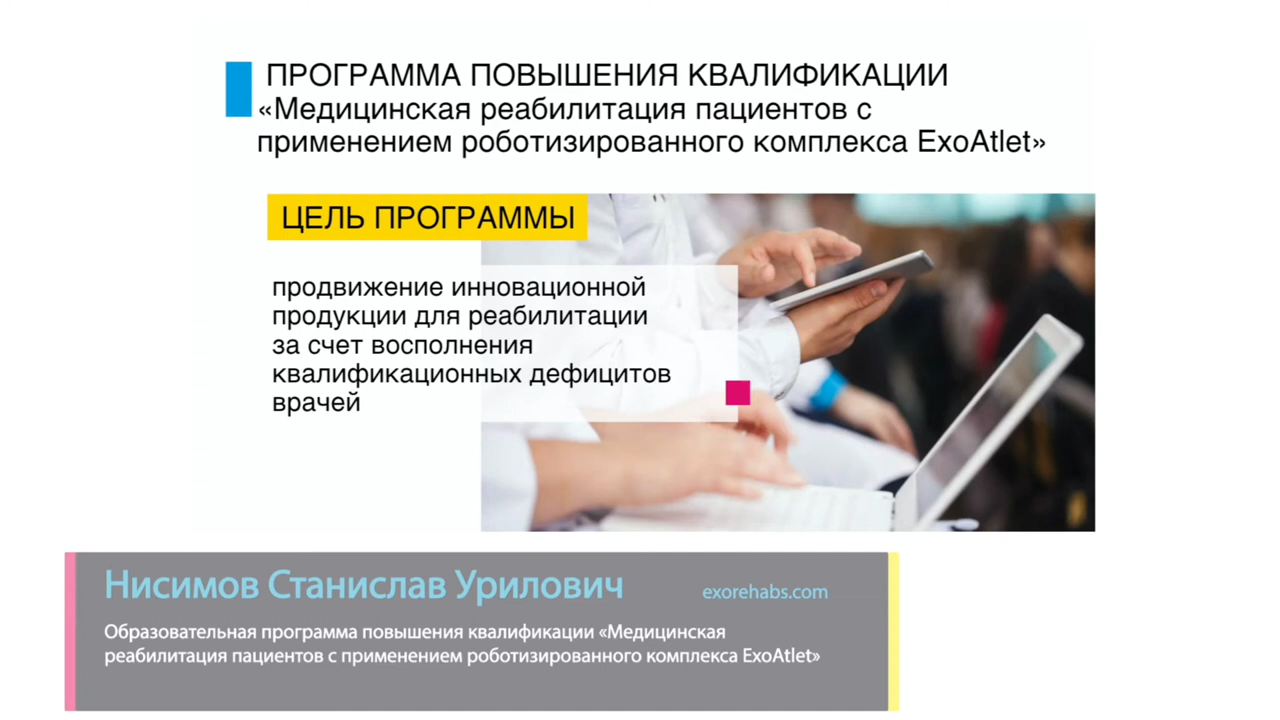 ПРОГРАММА ПОВЫШЕНИЯ КВАЛИФИКАЦИИ
«Медицинская реабилитация пациентов с
применением роботизированного комплекса ExoAtlet»
ЦЕЛЬ ПРОГРАММЫ
продвижение инновационной
продукции для реабилитации
за счет восполнения
квалификационных дефицитов
врачей
Нисимов Станислав Урилович
exorehabs.com
Образовательная программа повышения квалификации «Медицинская
реабилитация пациентов с применением роботизированного комплекса ExoAtlet»